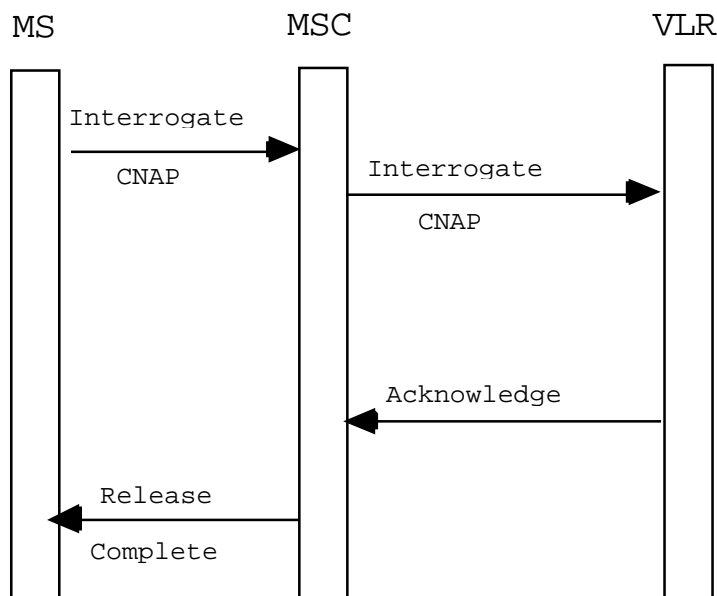 MS MSC VLR
Interrogate
CNAP
Interrogate
CNAP
Acknowledge
Release
Complete